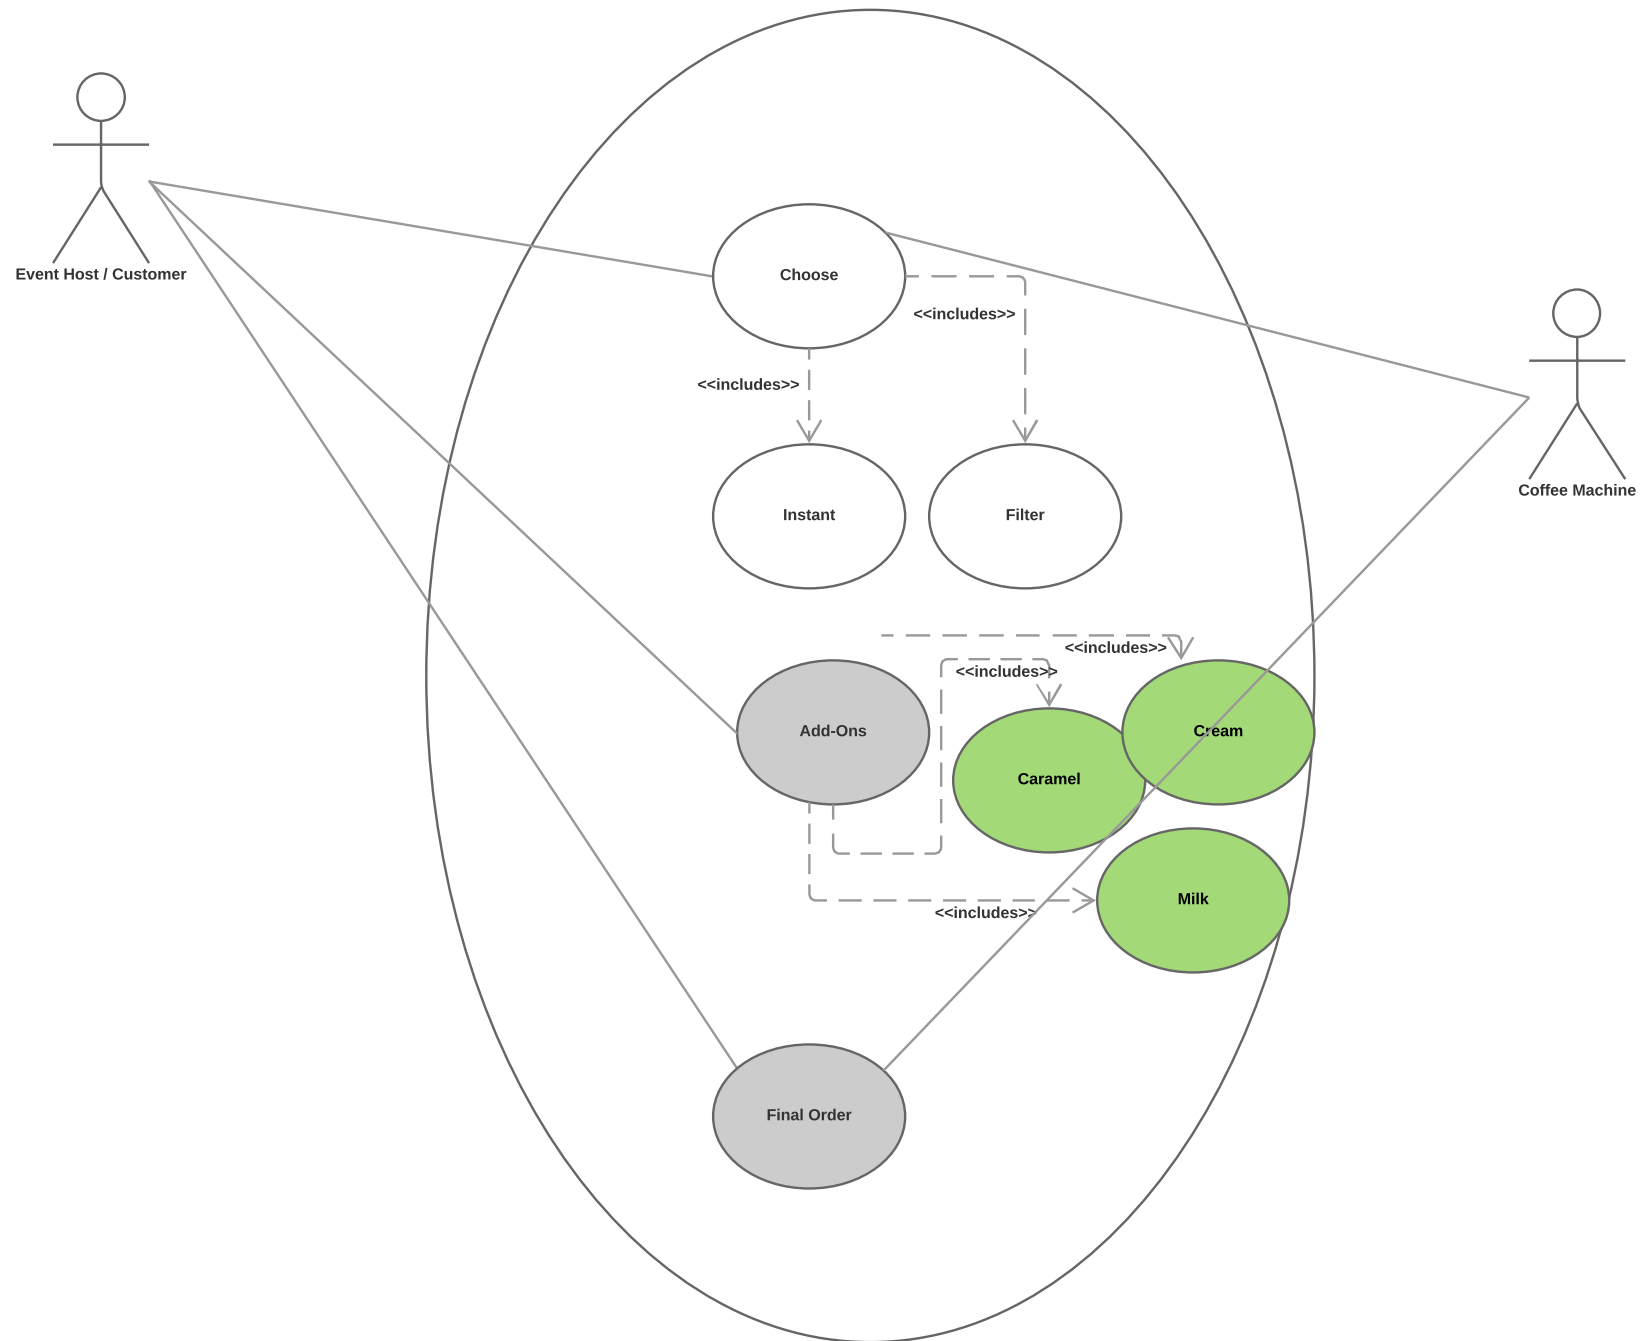 Event Host / Customer
Choose
<<includes>>
<<includes>>
Coffee Machine
Instant
Filter
<<includes>>
<<includes>>
Add-Ons
Cream
Caramel
Milk
<<includes>>
Final Order